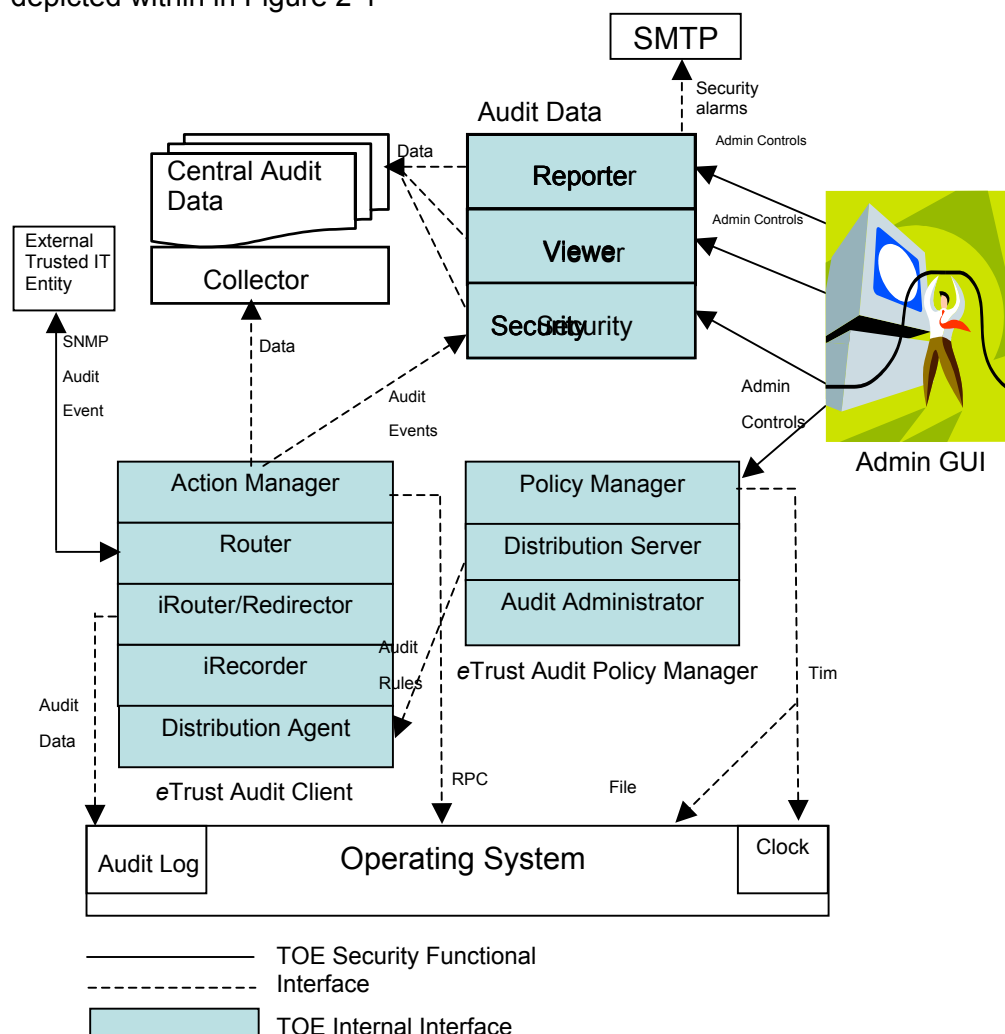 depicted within in Figure 2-1
SMTP
Security
alarms
Audit Data
Admin Controls
Data
Central Audit
Data
Reporter
Admin Controls
External
Trusted IT
Entity
Viewer
Collector
Security
SNMP
Audit
Event
Data
Audit
Events
Admin
Controls
Admin GUI
Action Manager
Policy Manager
Router
Distribution Server
iRouter/Redirector
Audit Administrator
Audit
Rules
iRecorder
eTrust Audit Policy Manager
Tim
Audit
Data
Distribution Agent
RPC
File
eTrust Audit Client
Audit Log
Operating System
Clock
TOE Security Functional
Interface
TOE Internal Interface